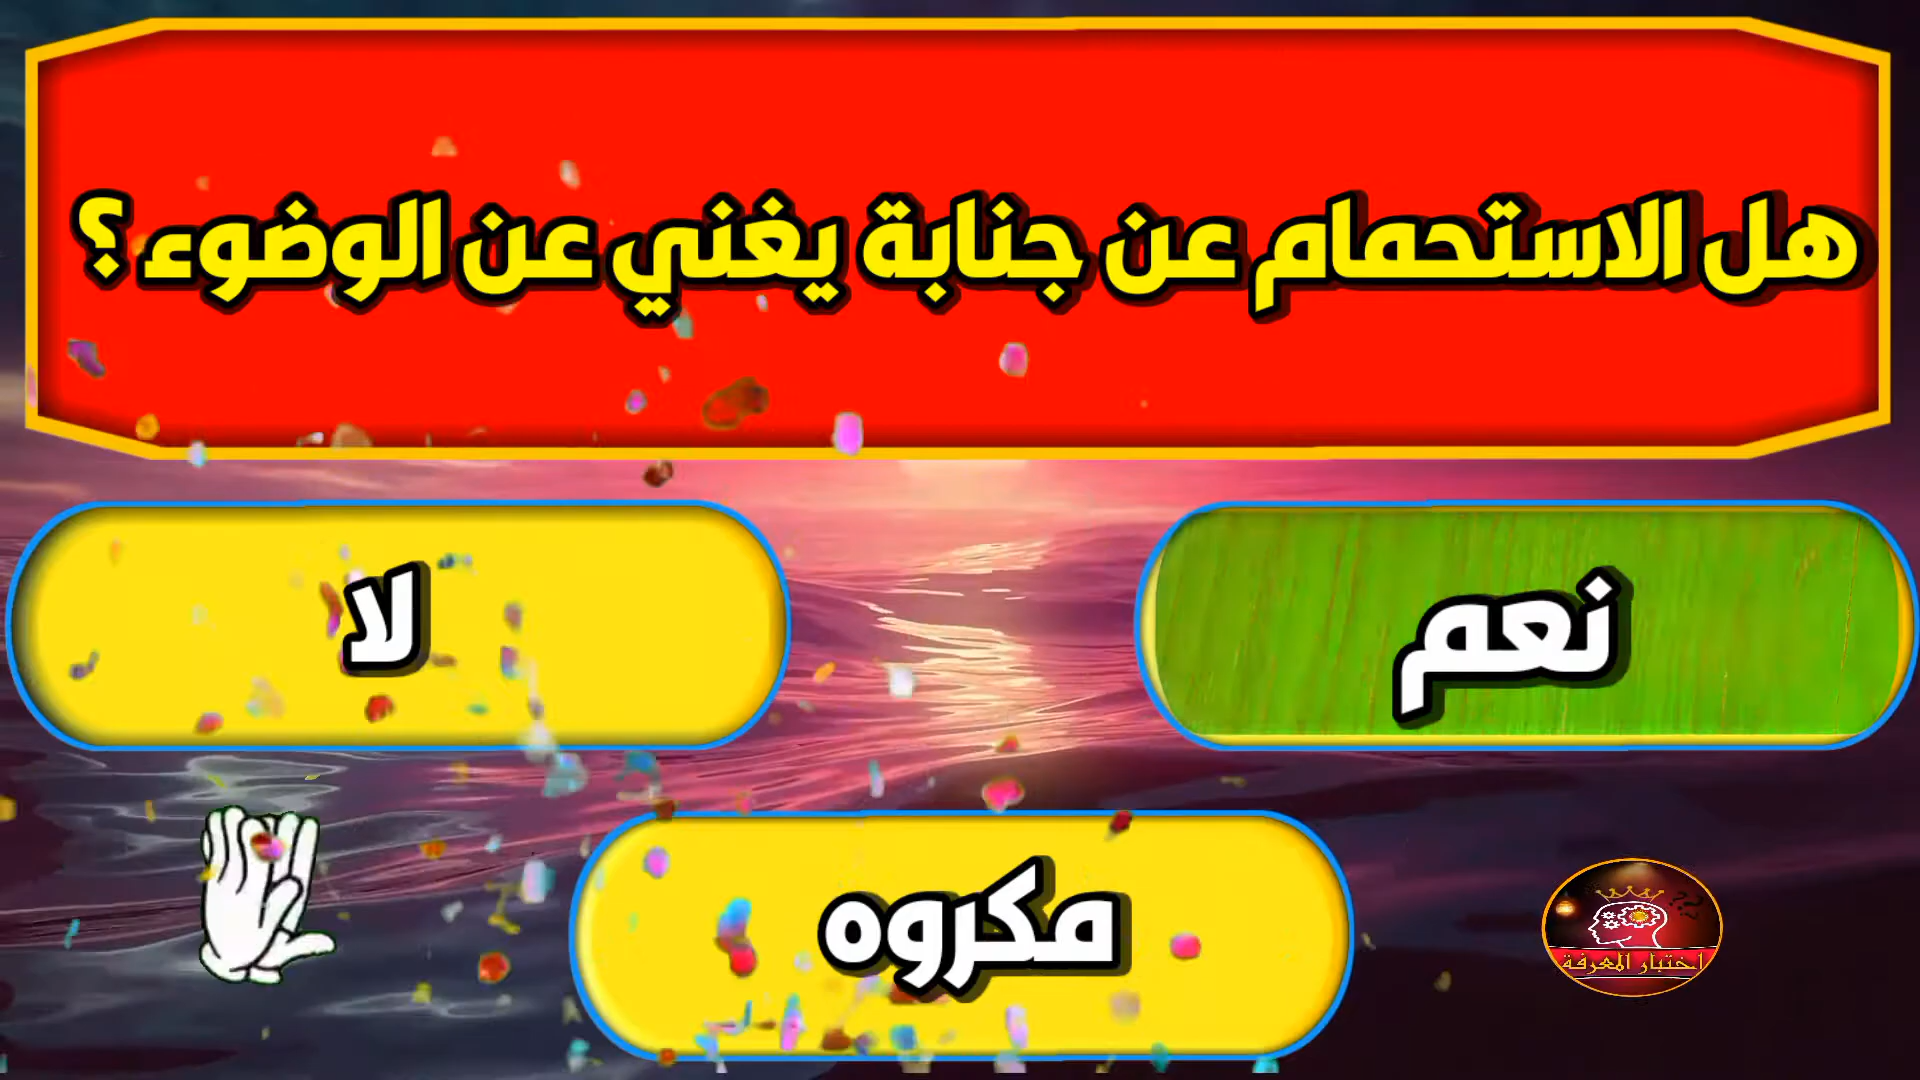 هل الاستحمام عن جنابة يغني عن الوضوء ؟
نعم
لا
مكروه
اختبار المعرفة